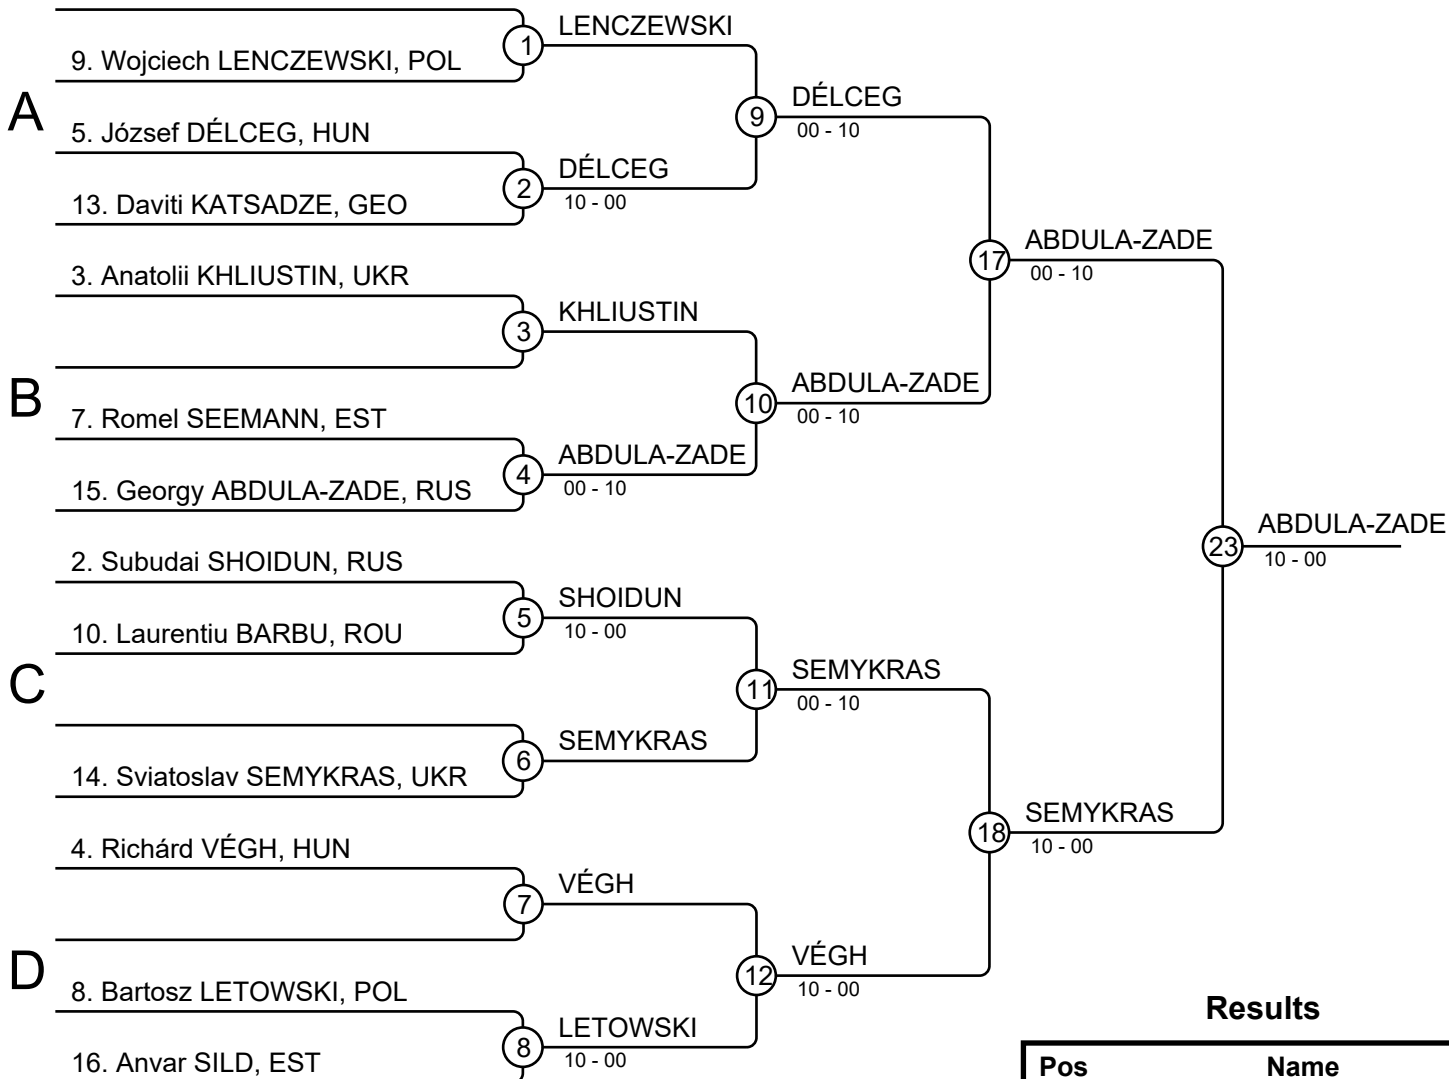 LENCZEWSKI
1
9. Wojciech LENCZEWSKI, POL
A
DÉLCEG
9
00 - 10
5. József DÉLCEG, HUN
DÉLCEG
2
10 - 00
13. Daviti KATSADZE, GEO
ABDULA-ZADE
17
00 - 10
3. Anatolii KHLIUSTIN, UKR
KHLIUSTIN
3
B
ABDULA-ZADE
10
00 - 10
7. Romel SEEMANN, EST
ABDULA-ZADE
4
00 - 10
15. Georgy ABDULA-ZADE, RUS
ABDULA-ZADE
23
10 - 00
2. Subudai SHOIDUN, RUS
SHOIDUN
5
10 - 00
10. Laurentiu BARBU, ROU
C
SEMYKRAS
11
00 - 10
SEMYKRAS
6
14. Sviatoslav SEMYKRAS, UKR
SEMYKRAS
18
10 - 00
4. Richárd VÉGH, HUN
VÉGH
7
D
VÉGH
12
10 - 00
8. Bartosz LETOWSKI, POL
LETOWSKI
8
10 - 00
16. Anvar SILD, EST
Results
Pos Name